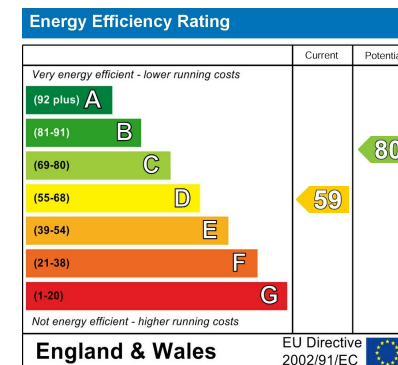 Energy Efficiency Rating
Current Potentia
Very energy efficient - lower running costs
(92 plus) A
(81-91) B
(69-80) C
(55-68) D
(39-54) E
(21-38) F
(1-20) G
59
80
Not energy efficient - higher running costs
England & Wales
EU Directive
2002/91/EC